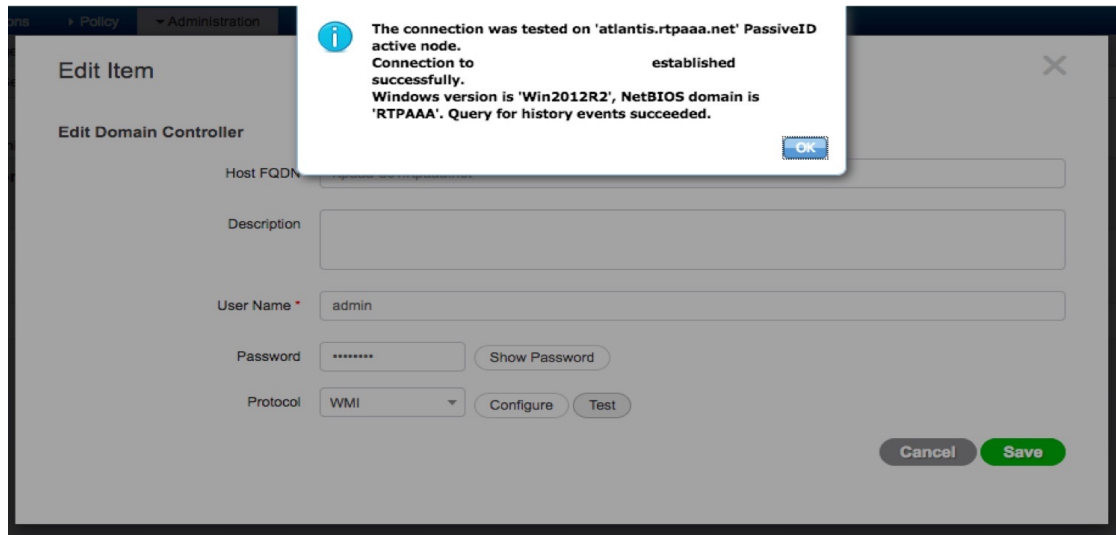 ons Policy Administration
The connection was tested on 'atlantis.rtpaaa.net' PassiveID
active node.
Connection to established
successfully.
Windows version is 'Win2012R2', NetBIOS domain is
'RTPAAA'. Query for history events succeeded.
OK
Edit Item
Edit Domain Controller
Host FQDN
Description
User Name *
admin
Password
••••••••
Show Password
Protocol
WMI
Configure
Test
Cancel
Save